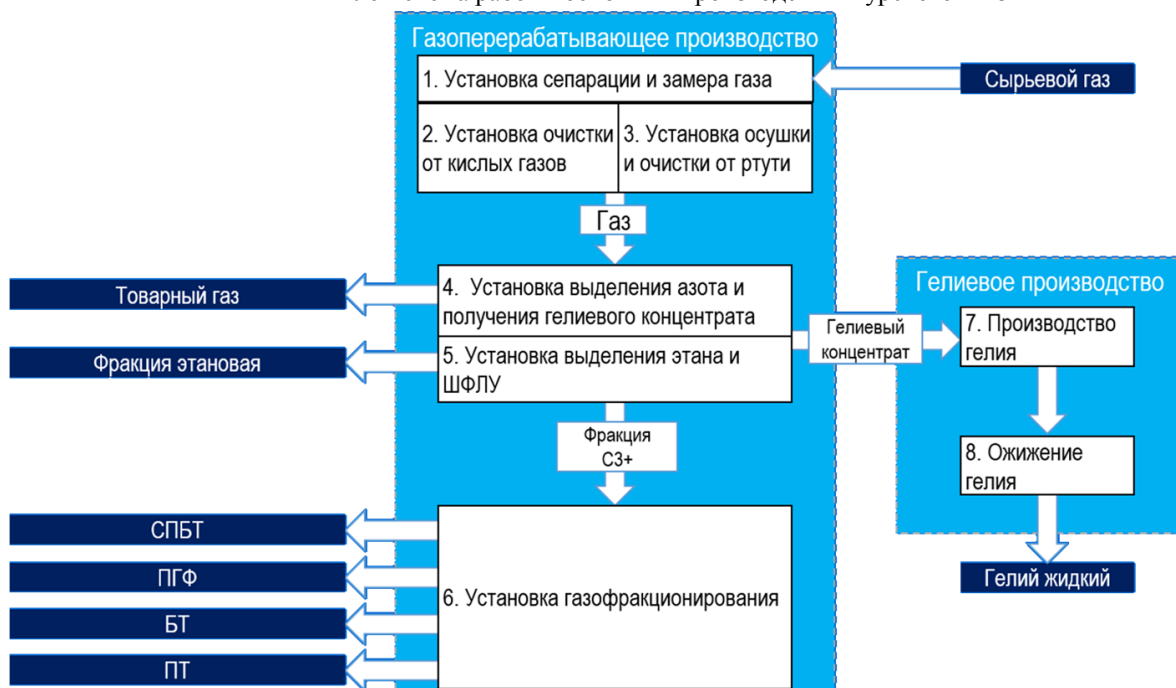 Газоперерабатывающее производство
1. Установка сепарации и замера газа
Сырьевой газ
2. Установка очистки
от кислых газов
3. Установка осушки
и очистки от ртути
Газ
Товарный газ
Фракция этановая
4. Установка выделения азота и
получения гелиевого концентрата
5. Установка выделения этана и
ШФЛУ
Гелиевый
концентрат
Гелиевое производство
7. Производство
гелия
8. Ожижение
гелия
Гелий жидкий
Фракция
С3+
СПБТ
ПГФ
БТ
ПТ
6. Установка газофракционирования